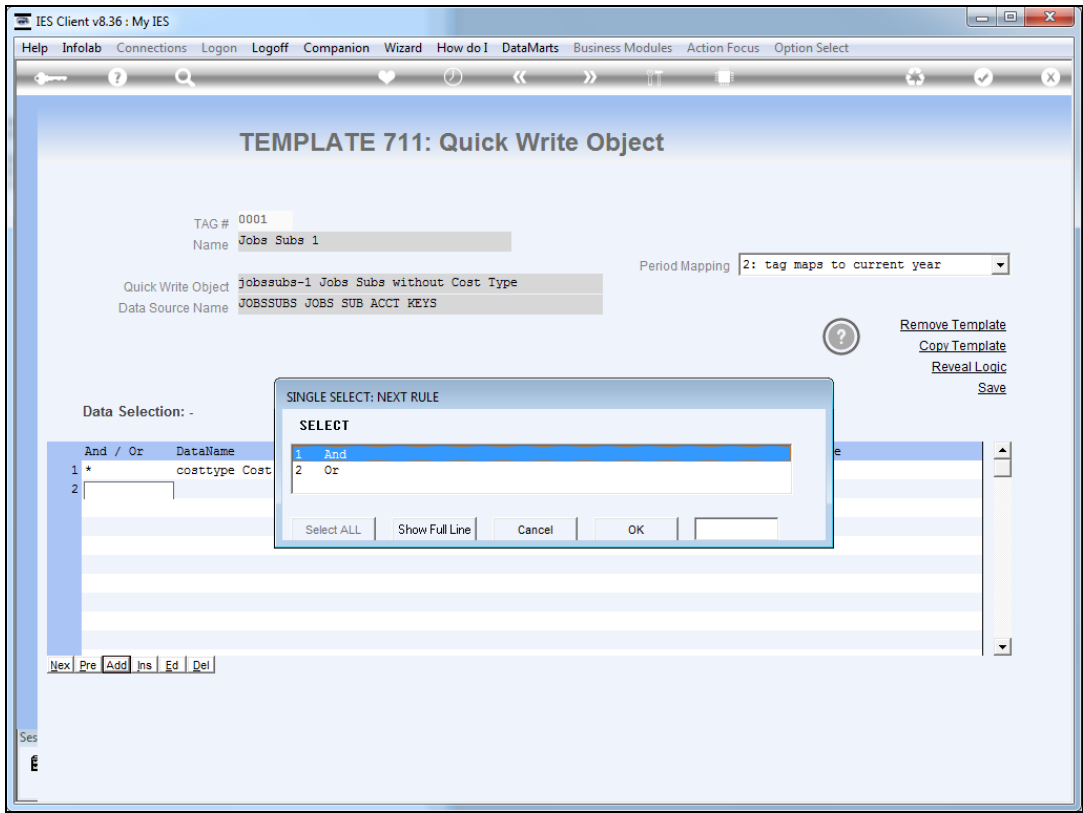 IES Client v8.36 : My IES
Help Infolab Connections Logon Logoff Companion Wizard How do I DataMarts Business Modules Action Focus Option Select
TEMPLATE 711: Quick Write Object
TAG # 0001
Name Jobs Subs 1
Period Mapping 2: tag maps to current year
Quick Write Object jobssubs-1 Jobs Subs without Cost Type
Data Source Name JOBSSUBS JOBS SUB ACCT KEYS
?
Remove Template
Copy Template
Reveal Logic
Save
Data Selection: -
SINGLE SELECT: NEXT RULE
SELECT
1 And
2 Or
Select ALL Show Full Line Cancel OK
And / Or DataName e
1 * costtype Cost
2
Nex Pre Add Ins Ed Del
Ses